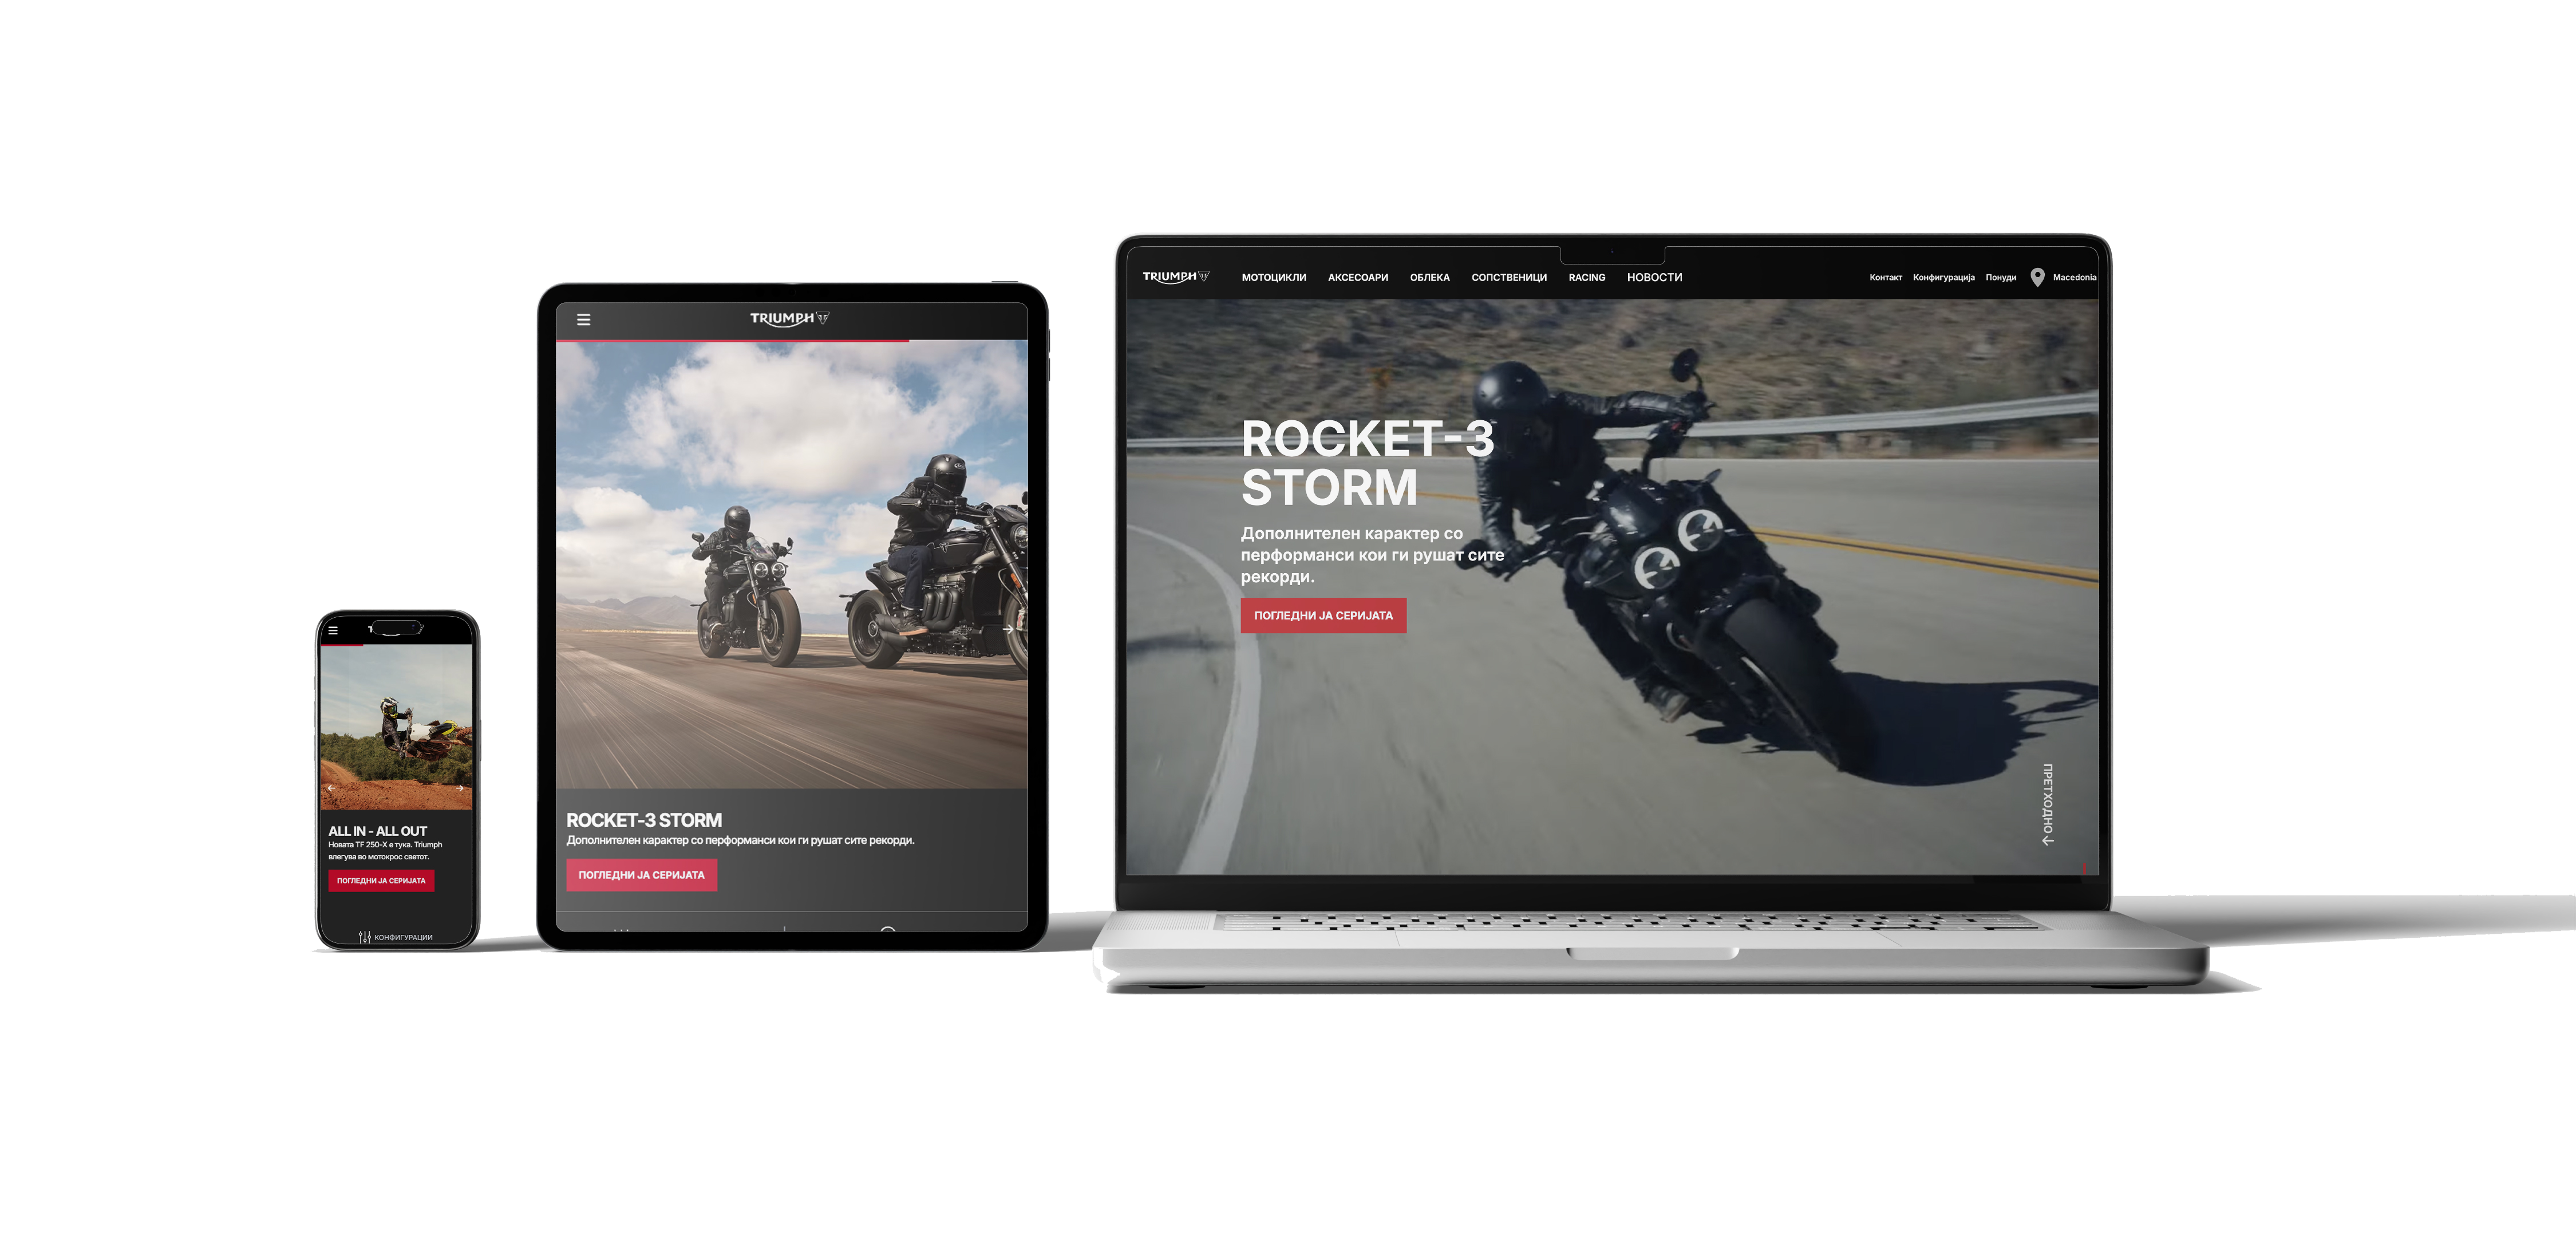 ALL IN - ALL OUT
Новата TF 250-X е тука. Triumph
влегува во мотокрос светот.
ПОГЛЕДНИ ЈА СЕРИЈАТА
КОНФИГУРАЦИИ
TRIUMPH
ROCKET-3 STORM
Дополнителен карактер со перформанси кои ги рушат сите рекорди.
ПОГЛЕДНИ ЈА СЕРИЈАТА
TRIUMPH МОТОЦИКЛИ АКСЕСОАРИ ОБЛЕКА СОПСТВЕНИЦИ RACING НОВОСТИ Контакт Конфигурација Понуди Macedonia
ROCKET-3
STORM
Дополнителен карактер со
перформанси кои ги рушат сите
рекорди.
ПОГЛЕДНИ ЈА СЕРИЈАТА
ПРЕТХОДНО